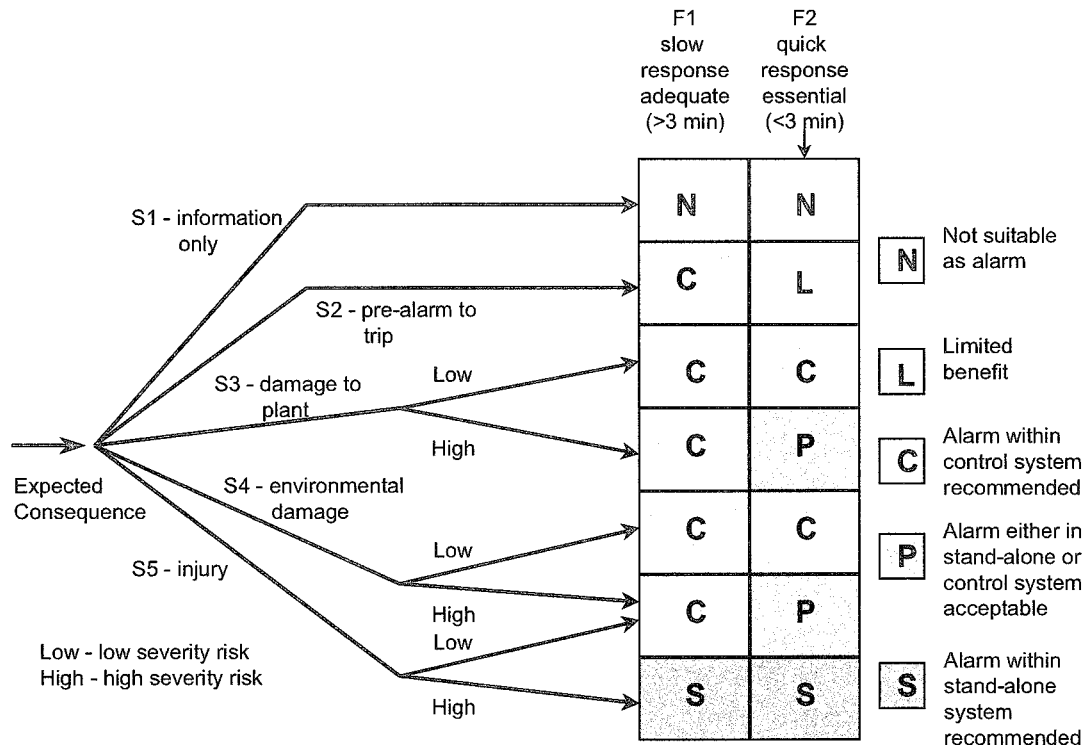 F1
slow
response
adequate
(>3 min)
F2
quick
response
essential
(<3 min)
S1 - information
only
N N
S2 - pre-alarm to
trip
C L
S3 - damage to
plant
Low
C C
High
C P
Expected
Consequence
S4 - environmental
damage
Low
C C
High
S5 - injury
Low
C P
High
S S
Low - low severity risk
High - high severity risk
N
Not suitable
as alarm
L
Limited
benefit
C
Alarm within
control system
recommended
P
Alarm either in
stand-alone or
control system
acceptable
S
Alarm within
stand-alone
system
recommended